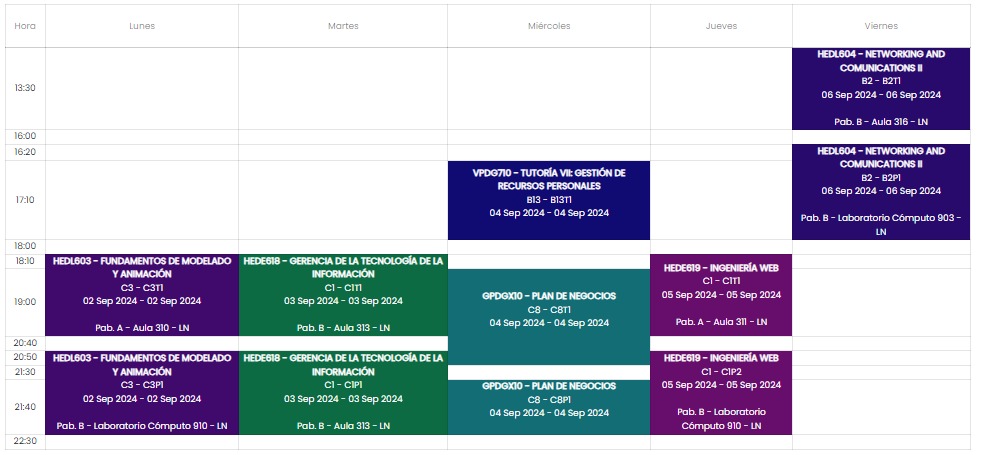 Hora Lunes Martes Miércoles Jueves Viernes
13:30
HEDL604 - NETWORKING AND
COMUNICATIONS II
B2 - B2T1
06 Sep 2024 - 06 Sep 2024
Pab. B - Aula 316 - LN
16:00
16:20
HEDL604 - NETWORKING AND
COMUNICATIONS II
B2 - B2P1
06 Sep 2024 - 06 Sep 2024
Pab. B - Laboratorio Cómputo 903 -
LN
17:10
VPDG710 - TUTORÍA VII: GESTIÓN DE
RECURSOS PERSONALES
B13 - B13T1
04 Sep 2024 - 04 Sep 2024
18:00
18:10
HEDL603 - FUNDAMENTOS DE MODELADO
Y ANIMACIÓN
C3 - C3T1
02 Sep 2024 - 02 Sep 2024
Pab. A - Aula 310 - LN
HEDE618 - GERENCIA DE LA TECNOLOGÍA DE LA
INFORMACIÓN
C1 - C1T1
03 Sep 2024 - 03 Sep 2024
Pab. B - Aula 313 - LN
GPDGX10 - PLAN DE NEGOCIOS
C8 - C8T1
04 Sep 2024 - 04 Sep 2024
HEDE619 - INGENIERÍA WEB
C1 - C1T1
05 Sep 2024 - 05 Sep 2024
Pab. A - Aula 311 - LN
19:00
20:40
20:50
HEDL603 - FUNDAMENTOS DE MODELADO
Y ANIMACIÓN
C3 - C3P1
02 Sep 2024 - 02 Sep 2024
Pab. B - Laboratorio Cómputo 910 - LN
HEDE618 - GERENCIA DE LA TECNOLOGÍA DE LA
INFORMACIÓN
C1 - C1P1
03 Sep 2024 - 03 Sep 2024
Pab. B - Aula 313 - LN
HEDE619 - INGENIERÍA WEB
C1 - C1P2
05 Sep 2024 - 05 Sep 2024
Pab. B - Laboratorio
Cómputo 910 - LN
21:30
GPDGX10 - PLAN DE NEGOCIOS
C8 - C8P1
04 Sep 2024 - 04 Sep 2024
21:40
22:30